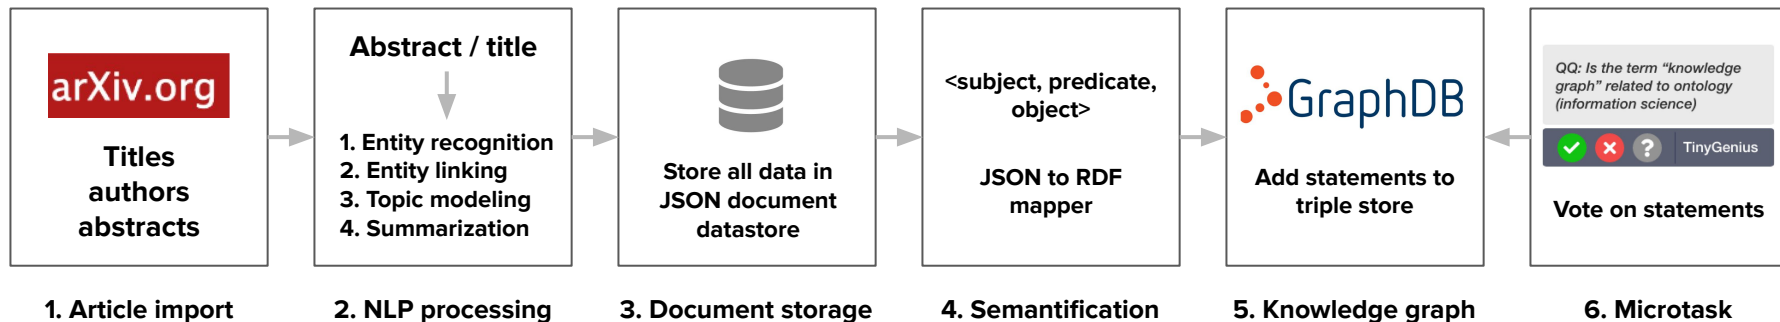 arXiv.org
Titles
authors
abstracts
1. Article import
Abstract / title
1. Entity recognition
2. Entity linking
3. Topic modeling
4. Summarization
2. NLP processing
Store all data in
JSON document
datastore
3. Document storage
<subject, predicate,
object>
JSON to RDF
mapper
4. Semantification
GraphDB
Add statements to
triple store
5. Knowledge graph
QQ: Is the term “knowledge
graph” related to ontology
(information science)
?
TinyGenius
Vote on statements
6. Microtask